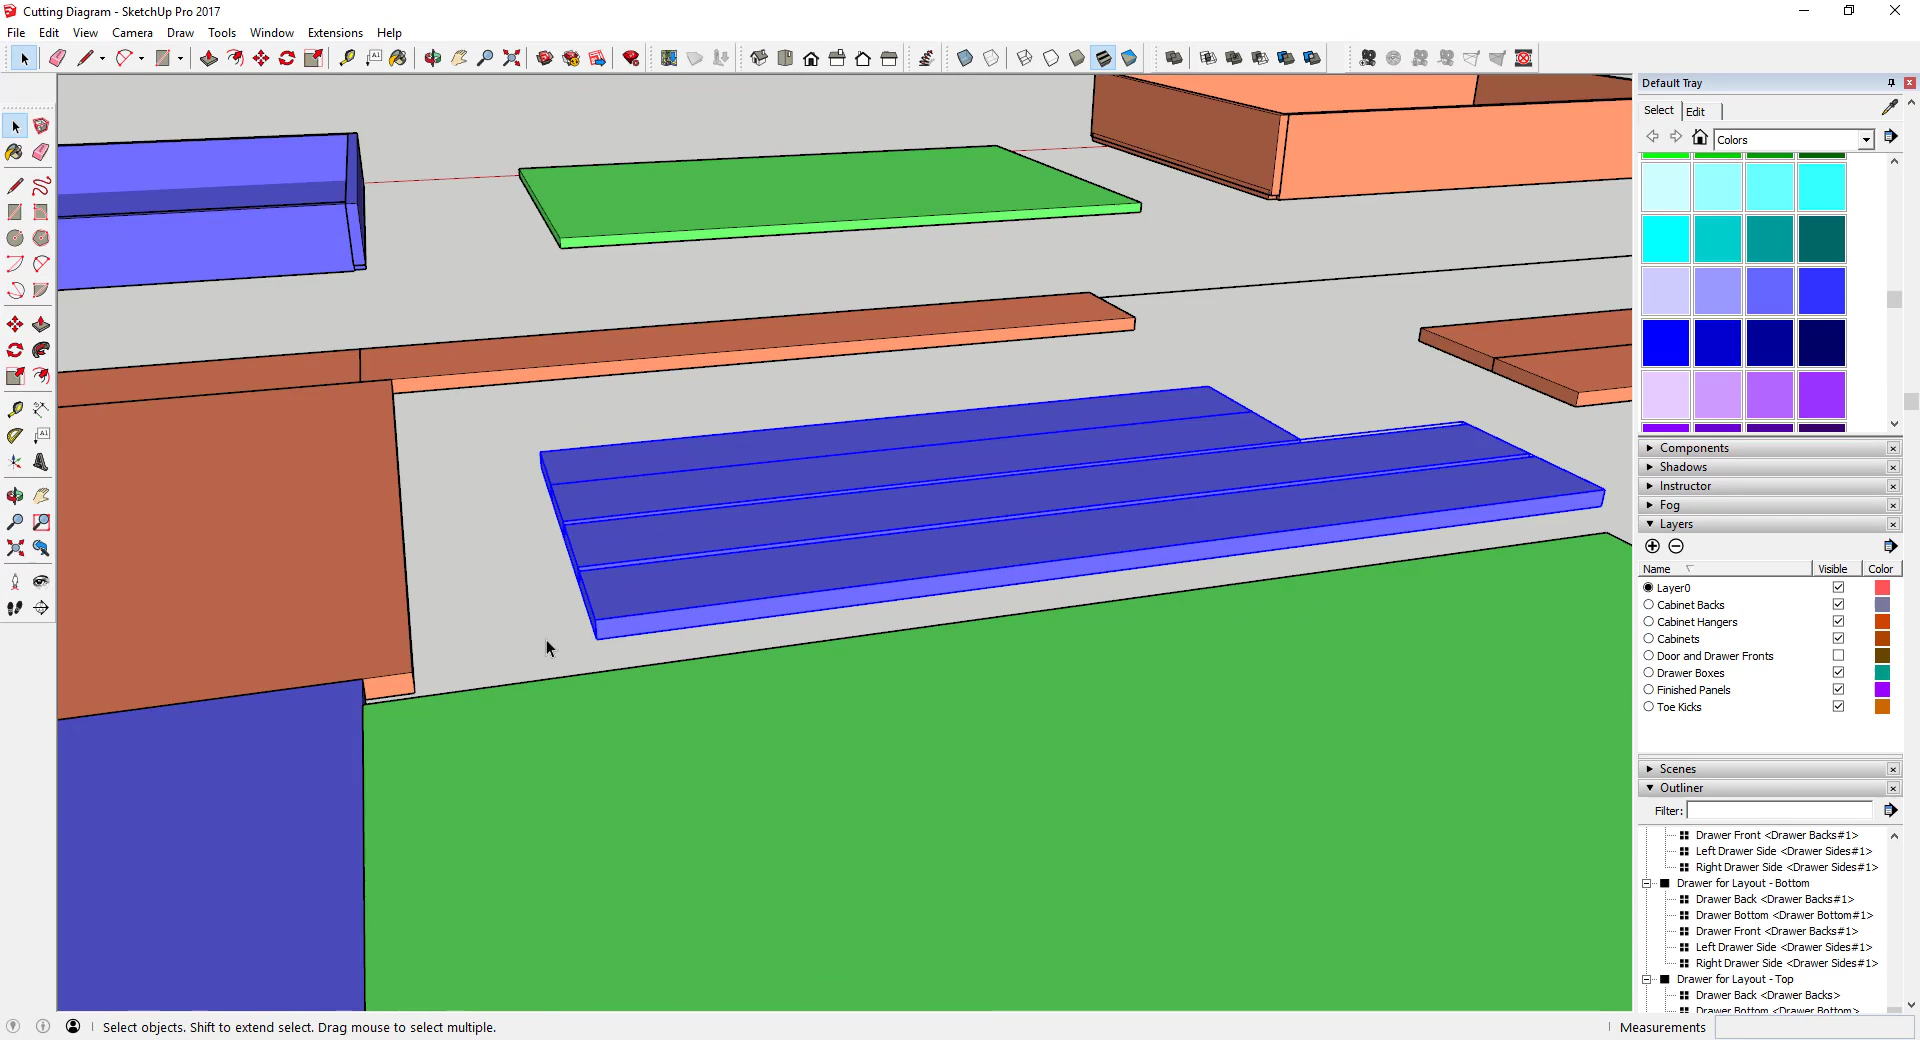 Cutting Diagram - SketchUp Pro 2017
File Edit View Camera Draw Tools Window Extensions Help
Default Tray
Select Edit
Colors
Components
Shadows
Instructor
Fog
Layers
Name Visible Color
Layer0
Cabinet Backs
Cabinet Hangers
Cabinets
Door and Drawer Fronts
Drawer Boxes
Finished Panels
Toe Kicks
Scenes
Outliner
Filter:
Drawer Front <Drawer Backs#1>
Left Drawer Side <Drawer Sides#1>
Right Drawer Side <Drawer Sides#1>
Drawer for Layout - Bottom
Drawer Back <Drawer Backs#1>
Drawer Bottom <Drawer Bottom#1>
Drawer Front <Drawer Backs#1>
Left Drawer Side <Drawer Sides#1>
Right Drawer Side <Drawer Sides#1>
Drawer for Layout - Top
Drawer Back <Drawer Backs>
Drawer Bottom <Drawer Bottom>
Select objects. Shift to extend select. Drag mouse to select multiple.
Measurements